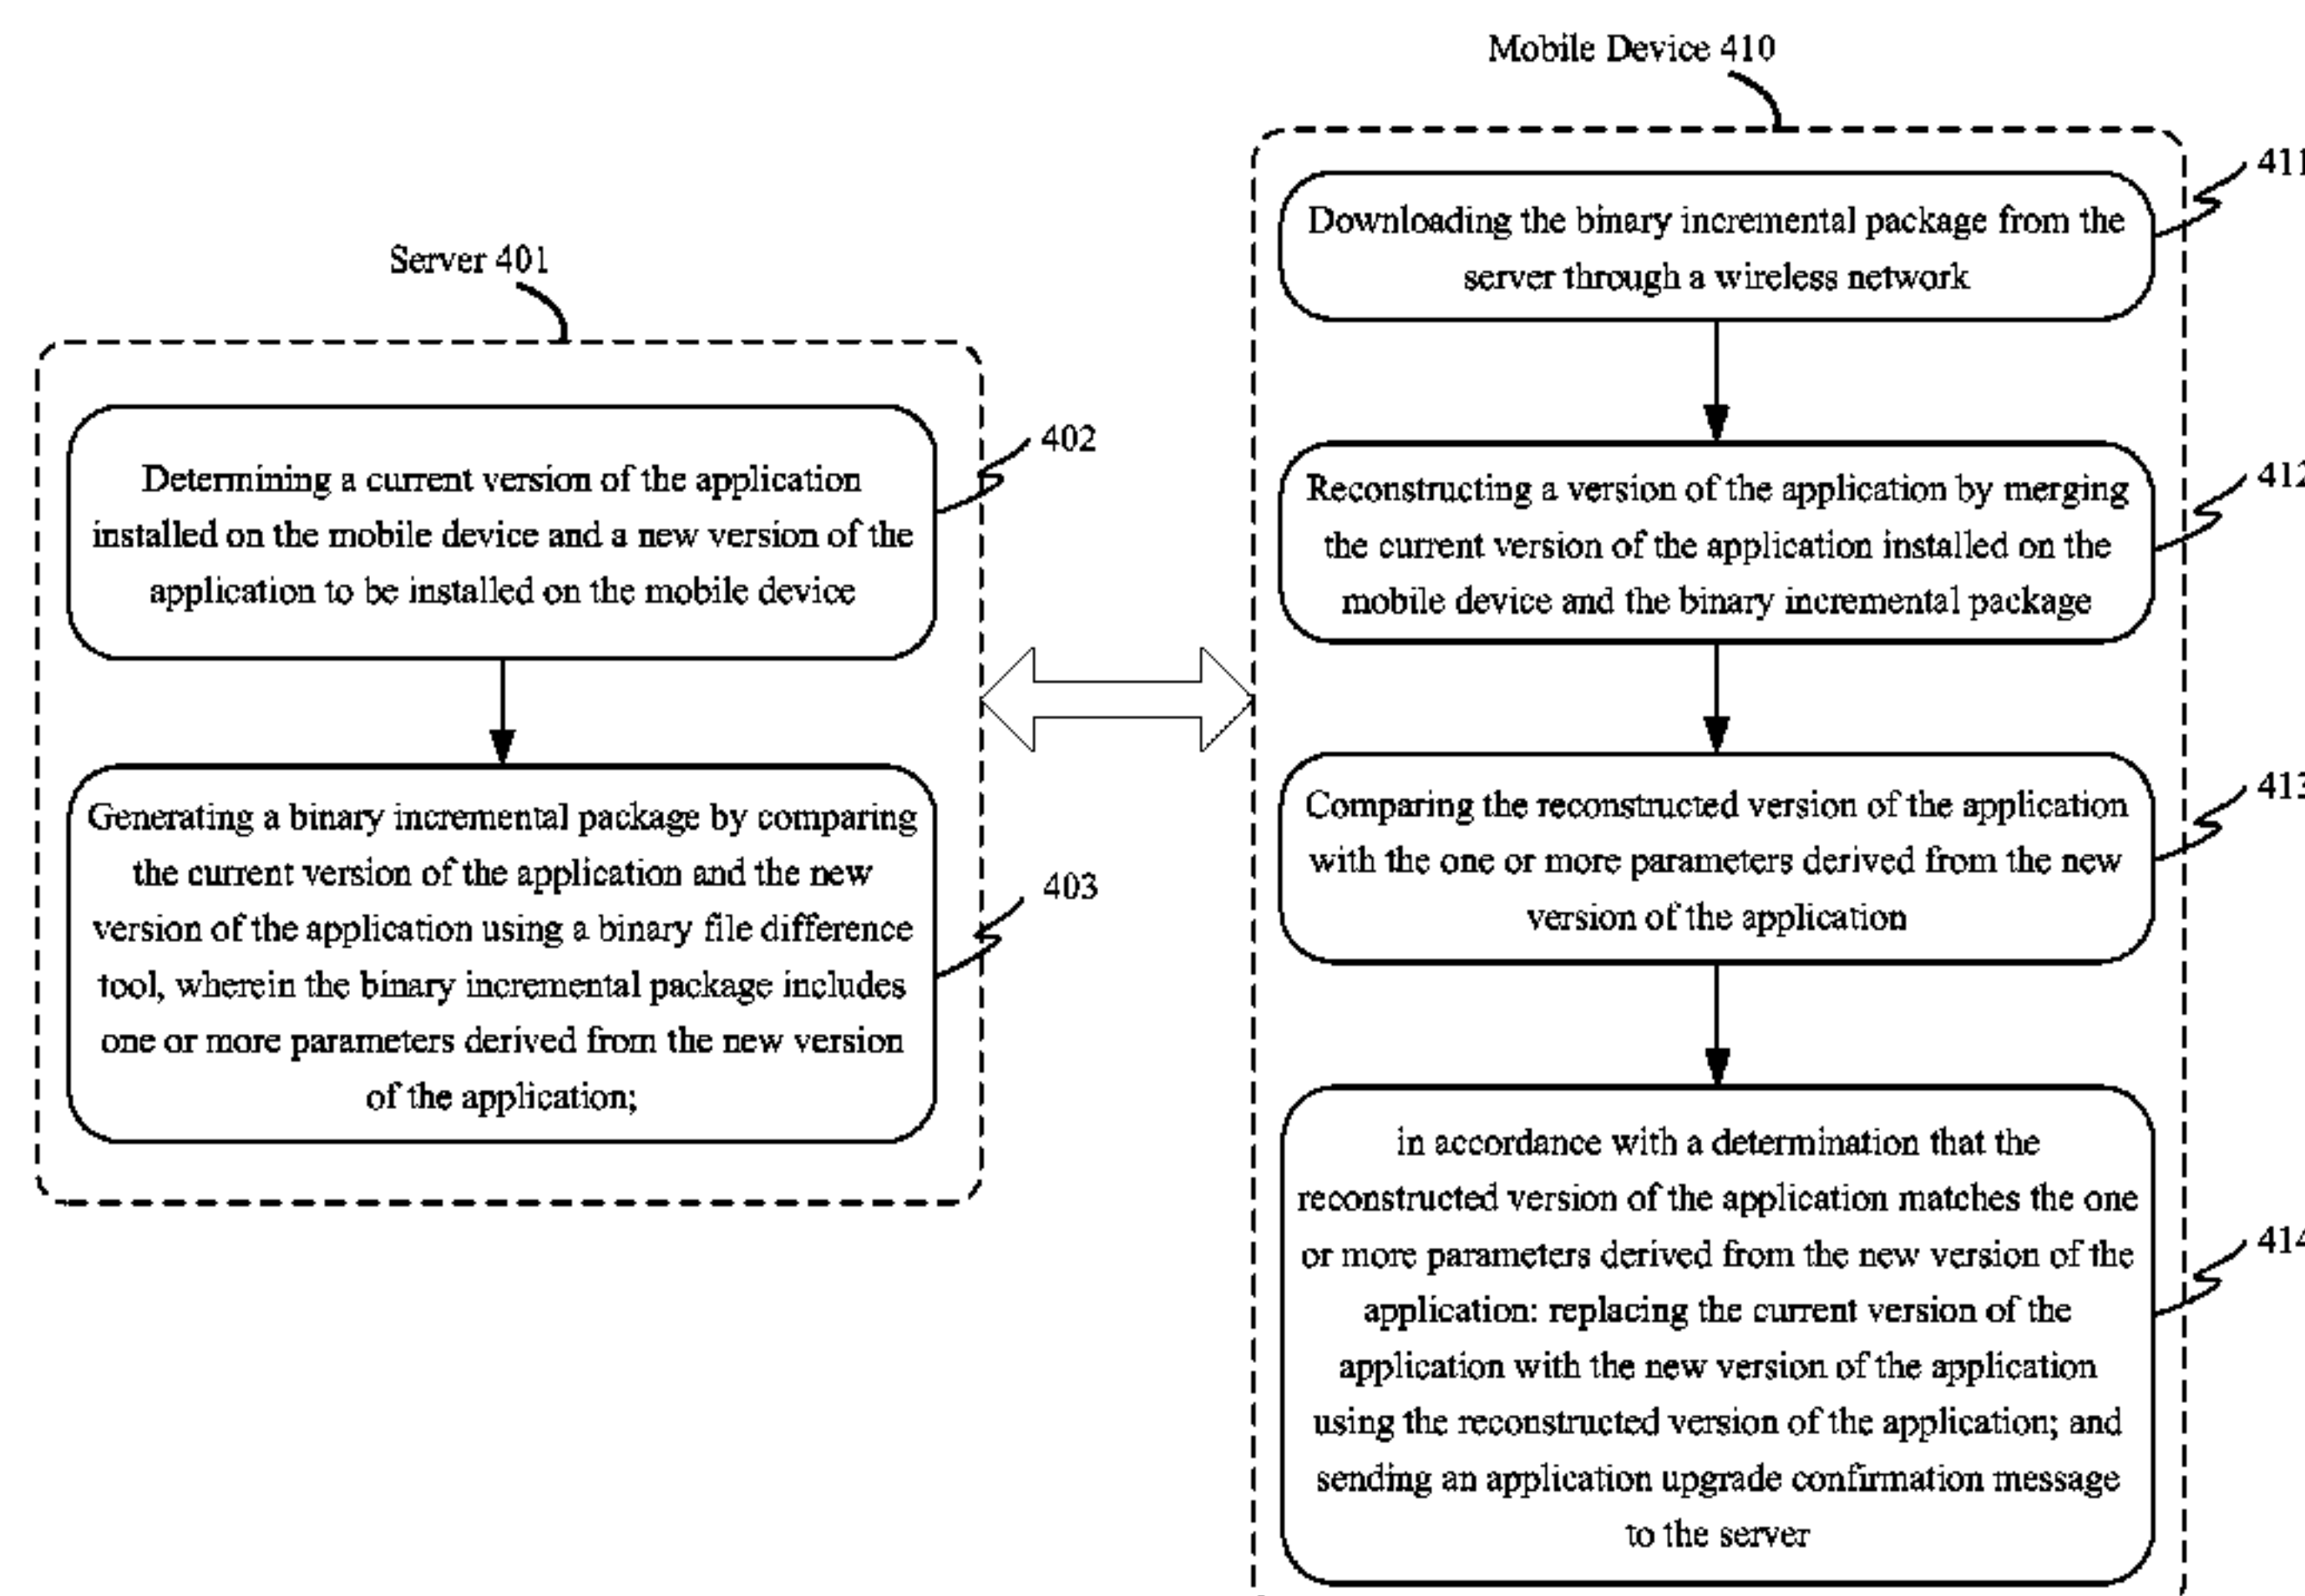 Server 401
Determining a current version of the application
installed on the mobile device and a new version of the
application to be installed on the mobile device
402
Generating a binary incremental package by comparing
the current version of the application and the new
version of the application using a binary file difference
tool, wherein the binary incremental package includes
one or more parameters derived from the new version
of the application;
403
Mobile Device 410
Downloading the binary incremental package from the
server through a wireless network
411
Reconstructing a version of the application by merging
the current version of the application installed on the
mobile device and the binary incremental package
412
Comparing the reconstructed version of the application
with the one or more parameters derived from the new
version of the application
413
in accordance with a determination that the
reconstructed version of the application matches the one
or more parameters derived from the new version of the
application: replacing the current version of the
application with the new version of the application
using the reconstructed version of the application; and
sending an application upgrade confirmation message
to the server
414